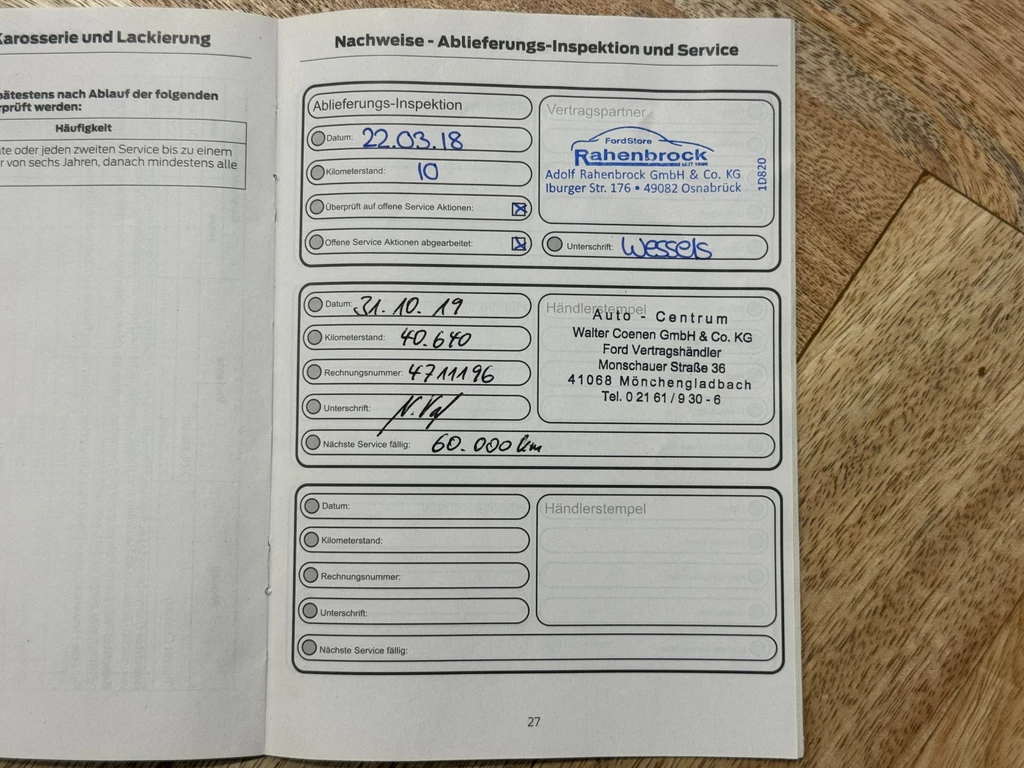 Karosserie und Lackierung
pätestens nach Ablauf der folgenden
rprüft werden:
Häufigkeit
te oder jeden zweiten Service bis zu einem
r von sechs Jahren, danach mindestens alle
Nachweise - Ablieferungs-Inspektion und Service
Ablieferungs-Inspektion
Datum: 22.03.18
Kilometerstand: 10
Überprüft auf offene Service Aktionen:
Offene Service Aktionen abgearbeitet:
Vertragspartner
FordStore
Rahenbrock
Adolf Rahenbrock GmbH & Co. KG
Iburger Str. 176 • 49082 Osnabrück
1D820
Unterschrift: Wessels
Datum: 31.10.19
Kilometerstand: 40.640
Rechnungsnummer: 4711196
Unterschrift:
Nächste Service fällig: 60.000 km
Händlerstempel
Auto - Centrum
Walter Coenen GmbH & Co. KG
Ford Vertragshändler
Monschauer Straße 36
41068 Mönchengladbach
Tel. 0 21 61 / 9 30 - 6
Datum:
Kilometerstand:
Rechnungsnummer:
Unterschrift:
Nächste Service fällig:
Händlerstempel
27